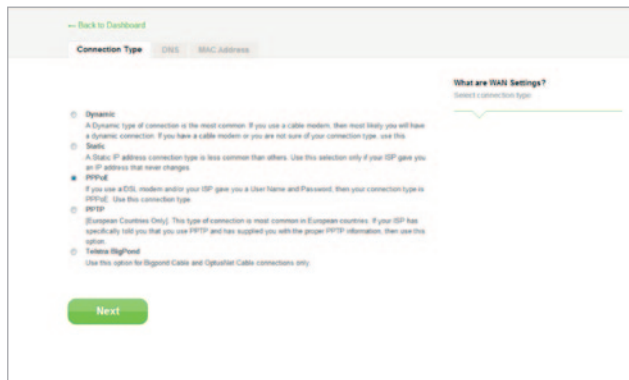 ← Back to Dashboard
Connection Type DNS MAC Address
What are WAN Settings?
Select connection type
Dynamic
A Dynamic type of connection is the most common. If you use a cable modem, then most likely you will have
a dynamic connection. If you have a cable modem or you are not sure of your connection type, use this
Static
A Static IP address connection type is less common than others. Use this selection only if your ISP gave you
an IP address that never changes
PPPoE
If you use a DSL modem and/or your ISP gave you a User Name and Password, then your connection type is
PPPoE. Use this connection type.
PPTP
[European Countries Only]. This type of connection is most common in European countries. If your ISP has
specifically told you that you use PPTP and has supplied you with the proper PPTP information, then use this
option.
Telstra BigPond
Use this option for Bigpond Cable and OptusNet Cable connections only.
Next